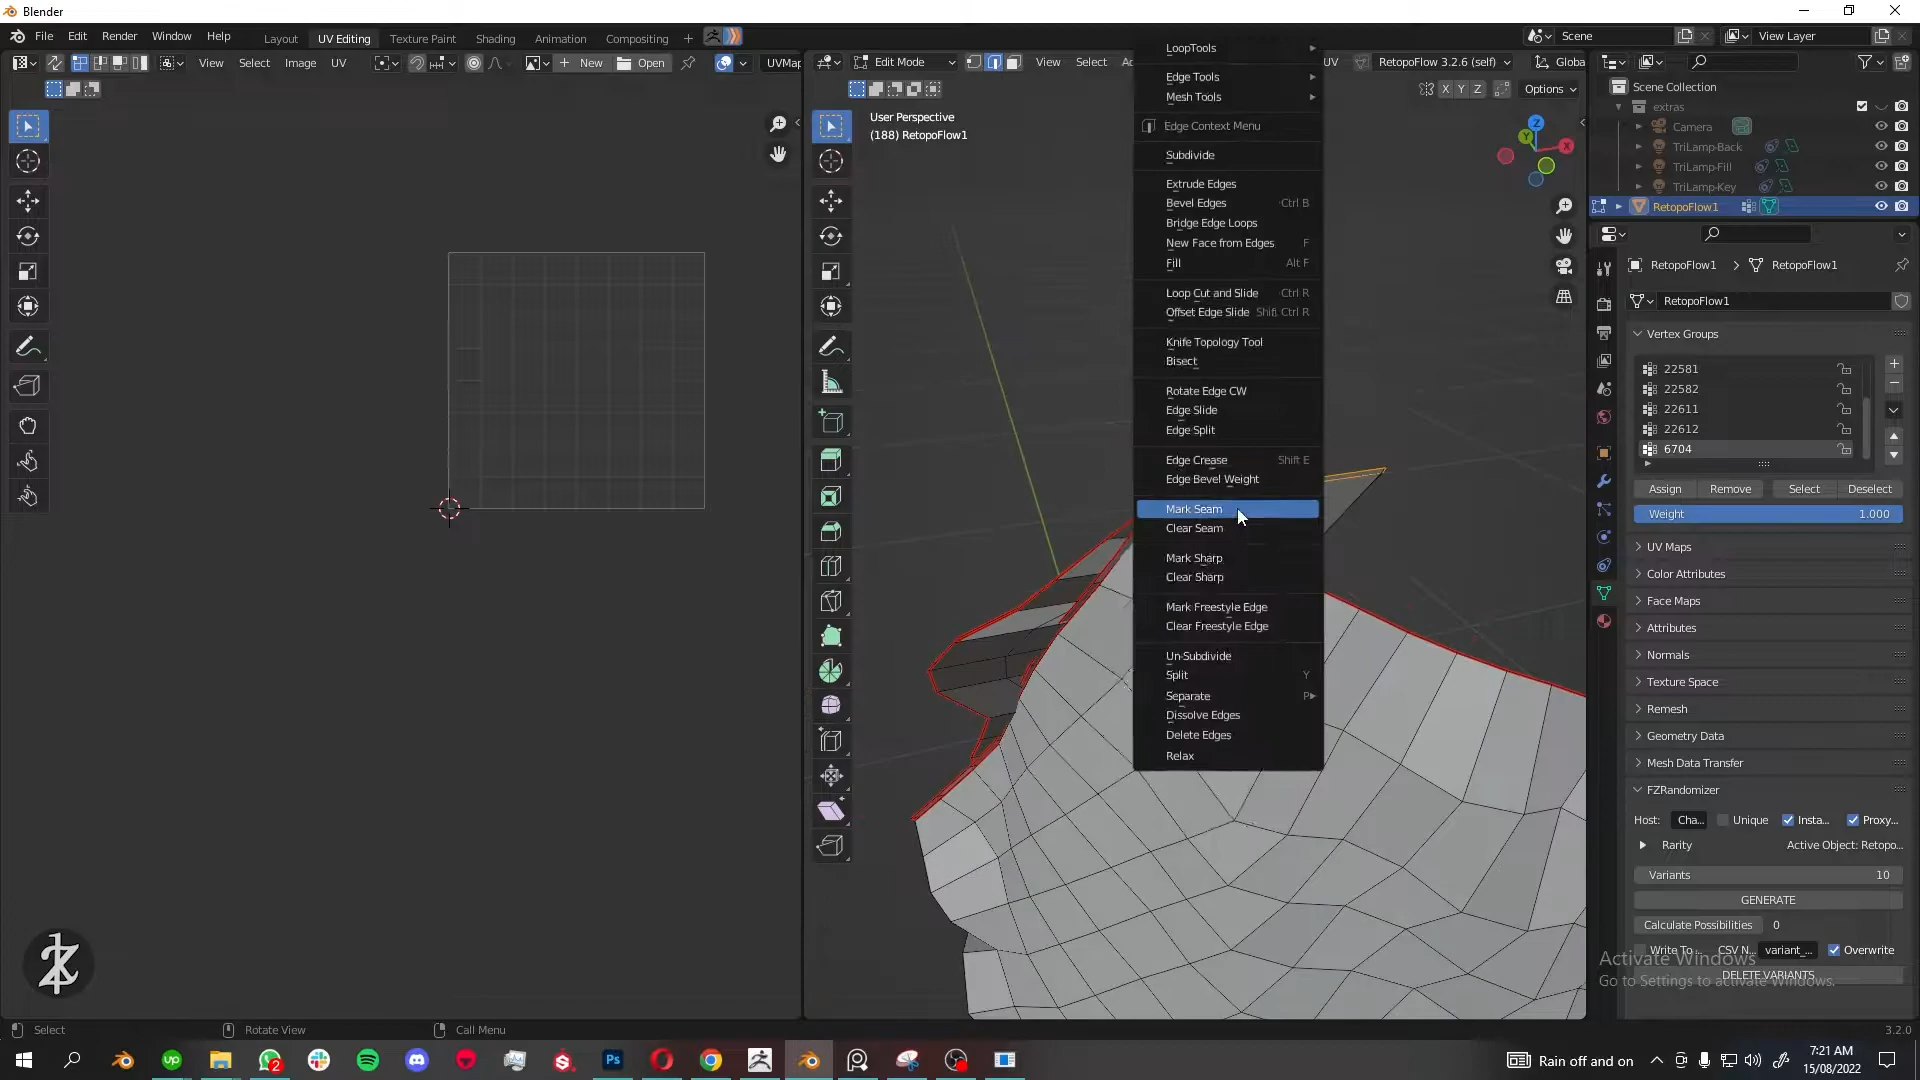 Blender
File Edit Render Window Help Layout UV Editing Texture Paint Shading Animation Compositing + Scene View Layer
View Select Image UV New Open UVMap Edit Mode View Select UV RetopoFlow 3.2.6 (self) Globa
X Y Z Options
User Perspective
(188) RetopoFlow1
LoopTools
Edge Tools
Mesh Tools
Edge Context Menu
Subdivide
Extrude Edges
Bevel Edges Ctrl B
Bridge Edge Loops
New Face from Edges F
Fill Alt F
Loop Cut and Slide Ctrl R
Offset Edge Slide Shift Ctrl R
Knife Topology Tool
Bisect
Rotate Edge CW
Edge Slide
Edge Split
Edge Crease Shift E
Edge Bevel Weight
Mark Seam
Clear Seam
Mark Sharp
Clear Sharp
Mark Freestyle Edge
Clear Freestyle Edge
Un-Subdivide
Split Y
Separate P
Dissolve Edges
Delete Edges
Relax
Z
Y
X
Scene Collection
extras
Camera
TriLamp-Back
TriLamp-Fill
TriLamp-Key
RetopoFlow1
RetopoFlow1 > RetopoFlow1
RetopoFlow1
Vertex Groups
22581
22582
22611
22612
6704
Assign Remove Select Deselect
Weight 1.000
UV Maps
Color Attributes
Face Maps
Attributes
Normals
Texture Space
Remesh
Geometry Data
Mesh Data Transfer
FZRandomizer
Host: Cha... Unique Insta... Proxy...
Rarity Active Object: Retopo...
Variants 10
GENERATE
Calculate Possibilities 0
Write To... CSV N... variant_... Overwrite
DELETE VARIANTS
Activate Windows
Go to Settings to activate Windows.
Select Rotate View Call Menu 3.2.0
up 2 Ps Rain off and on 7:21 AM
15/08/2022